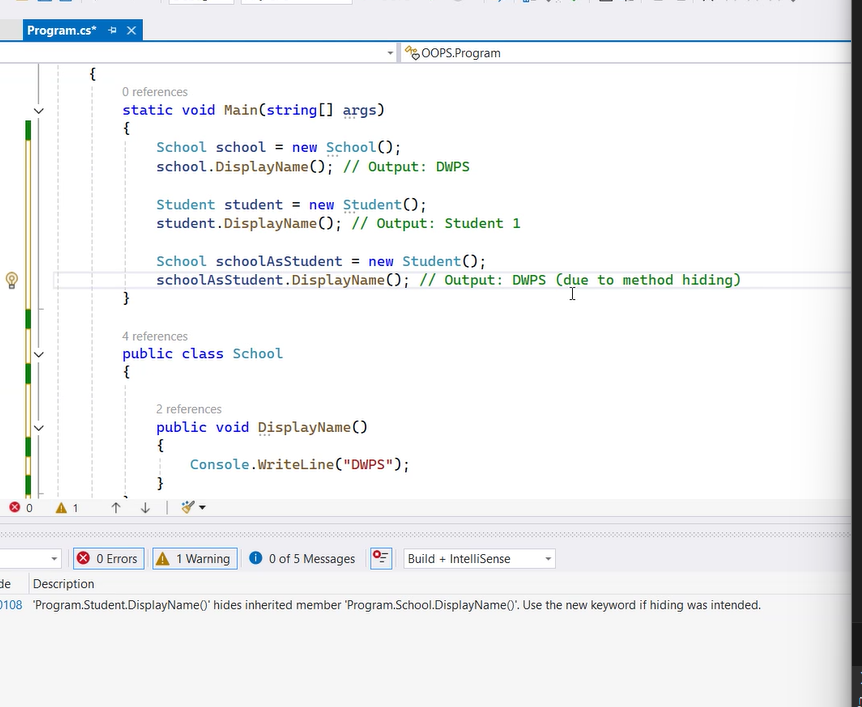 Program.cs*
OOPS.Program
{
0 references
static void Main(string[] args)
{
School school = new School();
school.DisplayName(); // Output: DWPS
Student student = new Student();
student.DisplayName(); // Output: Student 1
School schoolAsStudent = new Student();
schoolAsStudent.DisplayName(); // Output: DWPS (due to method hiding)
}
4 references
public class School
{
2 references
public void DisplayName()
{
Console.WriteLine("DWPS");
}
0 1
0 Errors 1 Warning 0 of 5 Messages Build + IntelliSense
de Description
0108 'Program.Student.DisplayName()' hides inherited member 'Program.School.DisplayName()'. Use the new keyword if hiding was intended.